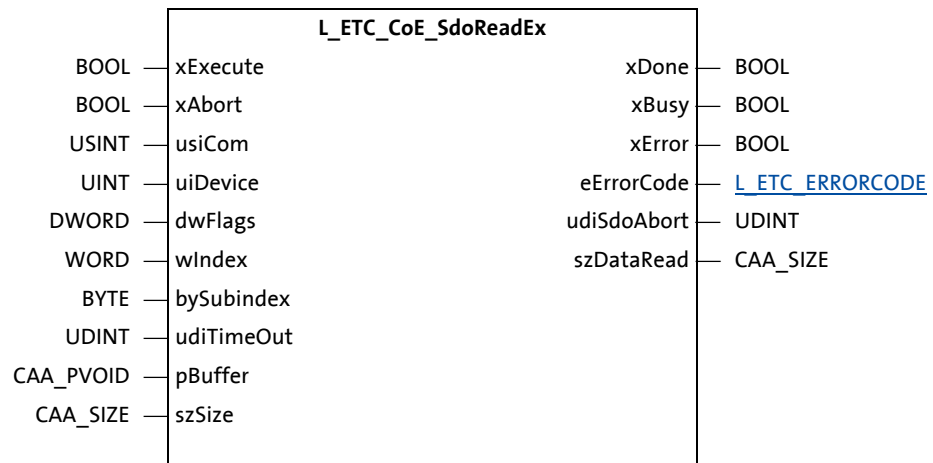 L_ETC_CoE_SdoReadEx
BOOL xExecute xDone BOOL
BOOL xAbort xBusy BOOL
USINT usiCom xError BOOL
UINT uiDevice eErrorCode L_ETC_ERRORCODE
DWORD dwFlags udiSdoAbort UDINT
WORD wIndex szDataRead CAA_SIZE
BYTE bySubindex
UDINT udiTimeOut
CAA_PVOID pBuffer
CAA_SIZE szSize